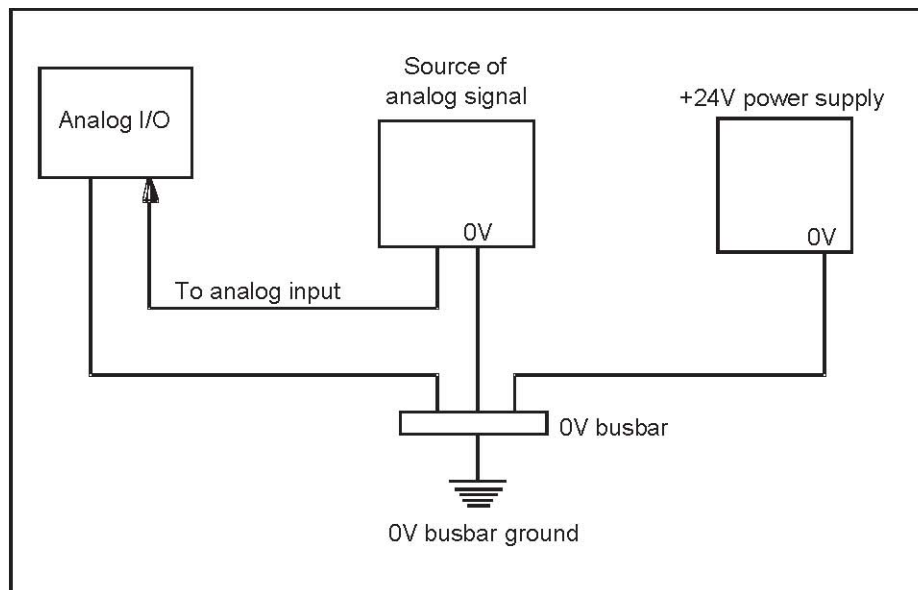 Source of
analog signal
+24V power supply
Analog I/O
0V
0V
To analog input
0V busbar
0V busbar ground